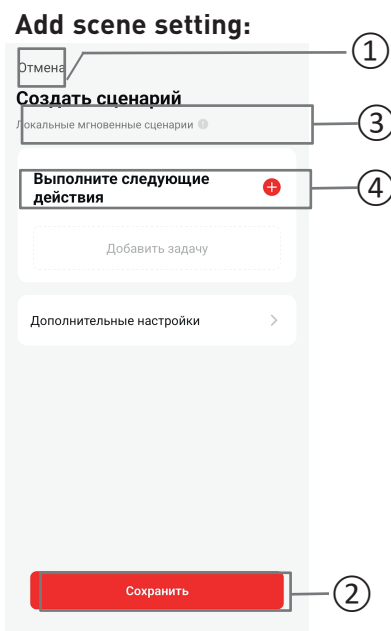 Add scene setting:
Отмена
①
Создать сценарий
Локальные мгновенные сценарии
③
Выполните следующие
действия
④
Добавить задачу
Дополнительные настройки
Сохранить
②